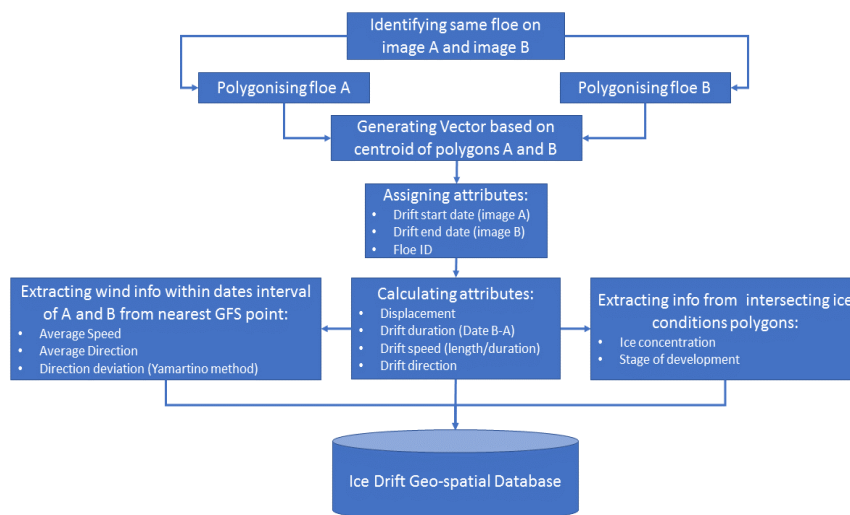 Identifying same floe on
image A and image B
Polygonising floe A
Polygonising floe B
Generating Vector based on
centroid of polygons A and B
Assigning attributes:
• Drift start date (image A)
• Drift end date (image B)
• Floe ID
Extracting wind info within dates interval
of A and B from nearest GFS point:
• Average Speed
• Average Direction
• Direction deviation (Yamartino method)
Calculating attributes:
• Displacement
• Drift duration (Date B-A)
• Drift speed (length/duration)
• Drift direction
Extracting info from intersecting ice
conditions polygons:
• Ice concentration
• Stage of development
Ice Drift Geo-spatial Database